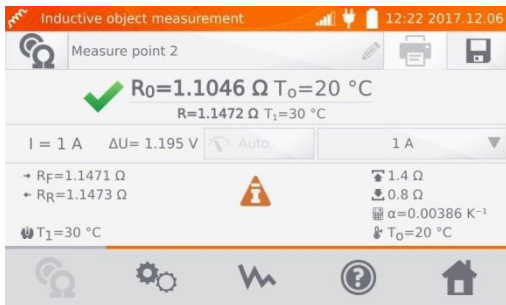 Inductive object measurement 12:22 2017.12.06
Measure point 2
R0=1.1046 Ω To=20 °C
R=1.1472 Ω T1=30 °C
I = 1 A ΔU= 1.195 V Auto 1 A
RF=1.1471 Ω 1.4 Ω
RR=1.1473 Ω 0.8 Ω
α=0.00386 K⁻¹
T1=30 °C To=20 °C